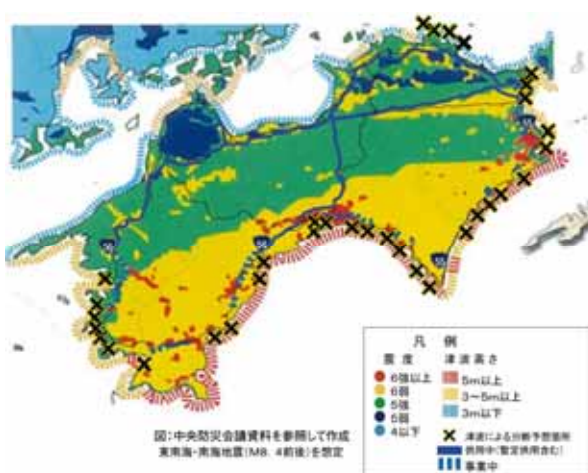 56
56
55
55
凡 例
震 度
津 波 高 さ
6強以上
6弱
5強
5弱
4以下
5m以上
3～5m以上
3m以下
津波による分断予想箇所
供用中(暫定供用含む)
事業中
図:中央防災会議資料を参照して作成
東南海・南海地震(M8. 4前後)を想定